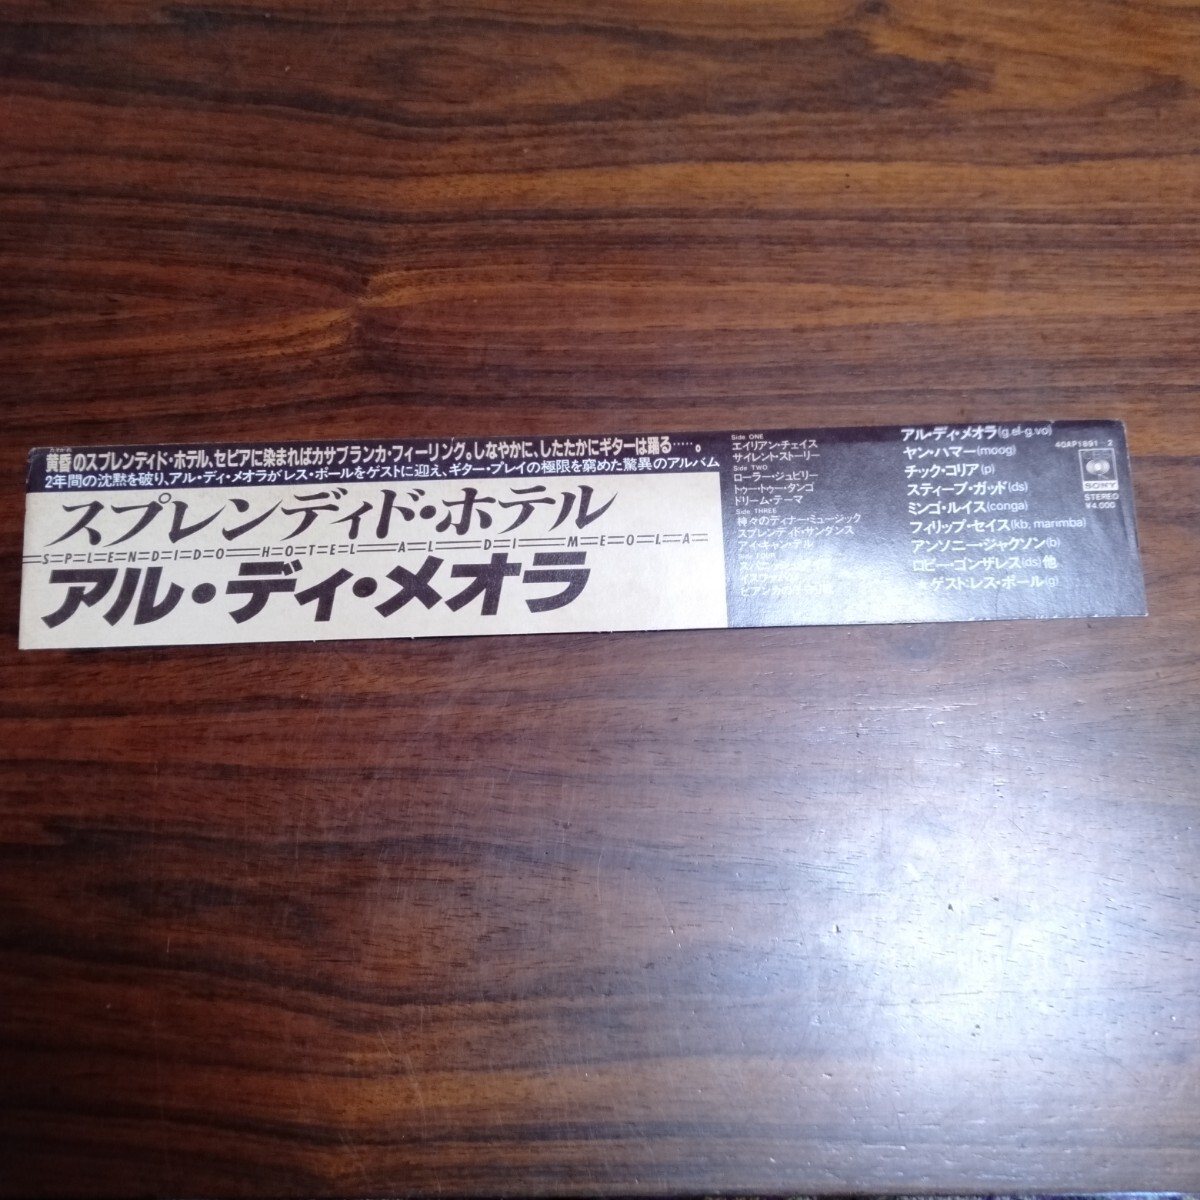 黄昏のスプレンディド・ホテル、セピアに染まればカサブランカ・フィーリング。しなやかに、したたかにギターは踊る……。
2年間の沈黙を破り、アル・ディ・メオラがレス・ポールをゲストに迎え、ギター・プレイの極限を窮めた驚異のアルバム
スプレンディド・ホテル
SPLENDIDO HOTEL AL DI MEOLA
アル・ディ・メオラ
Side ONE
エイリアン・チェイス
サイレント・ストーリー
Side TWO
ローラー・ジュビリー
トゥー・トゥー・タンゴ
ドリーム・テーマ
Side THREE
神々のディナー・ミュージック
スプレンディド・サンダンス
アイ・キャン・テル
Side FOUR
アル・ディ・メオラ(g.el-g.vo)
ヤン・ハマー(moog)
チック・コリア(p)
スティーブ・ガッド(ds)
ミンゴ・ルイス(conga)
フィリップ・セイス(kb, marimba)
アンソニー・ジャクソン(b)
ロビー・ゴンザレス(ds)他
★ゲスト:レス・ポール(g)
40AP1891~2
CBS
SONY
STEREO
¥4,000